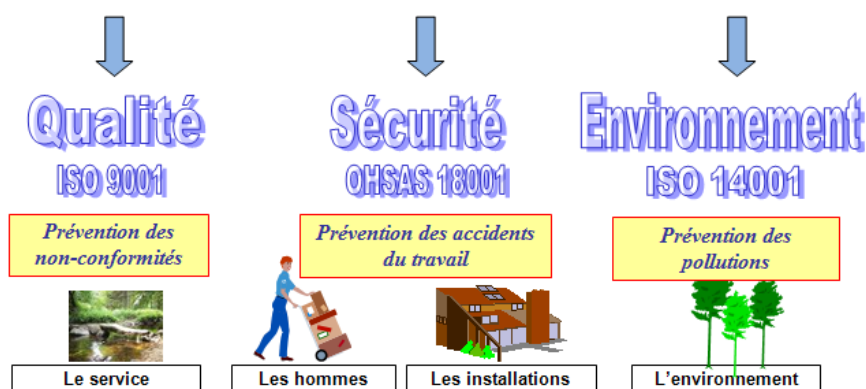 Qualité
ISO 9001
Prévention des
non-conformités
Le service
Sécurité
OHSAS 18001
Prévention des accidents
du travail
Les hommes
Les installations
Environnement
ISO 14001
Prévention des
pollutions
L'environnement